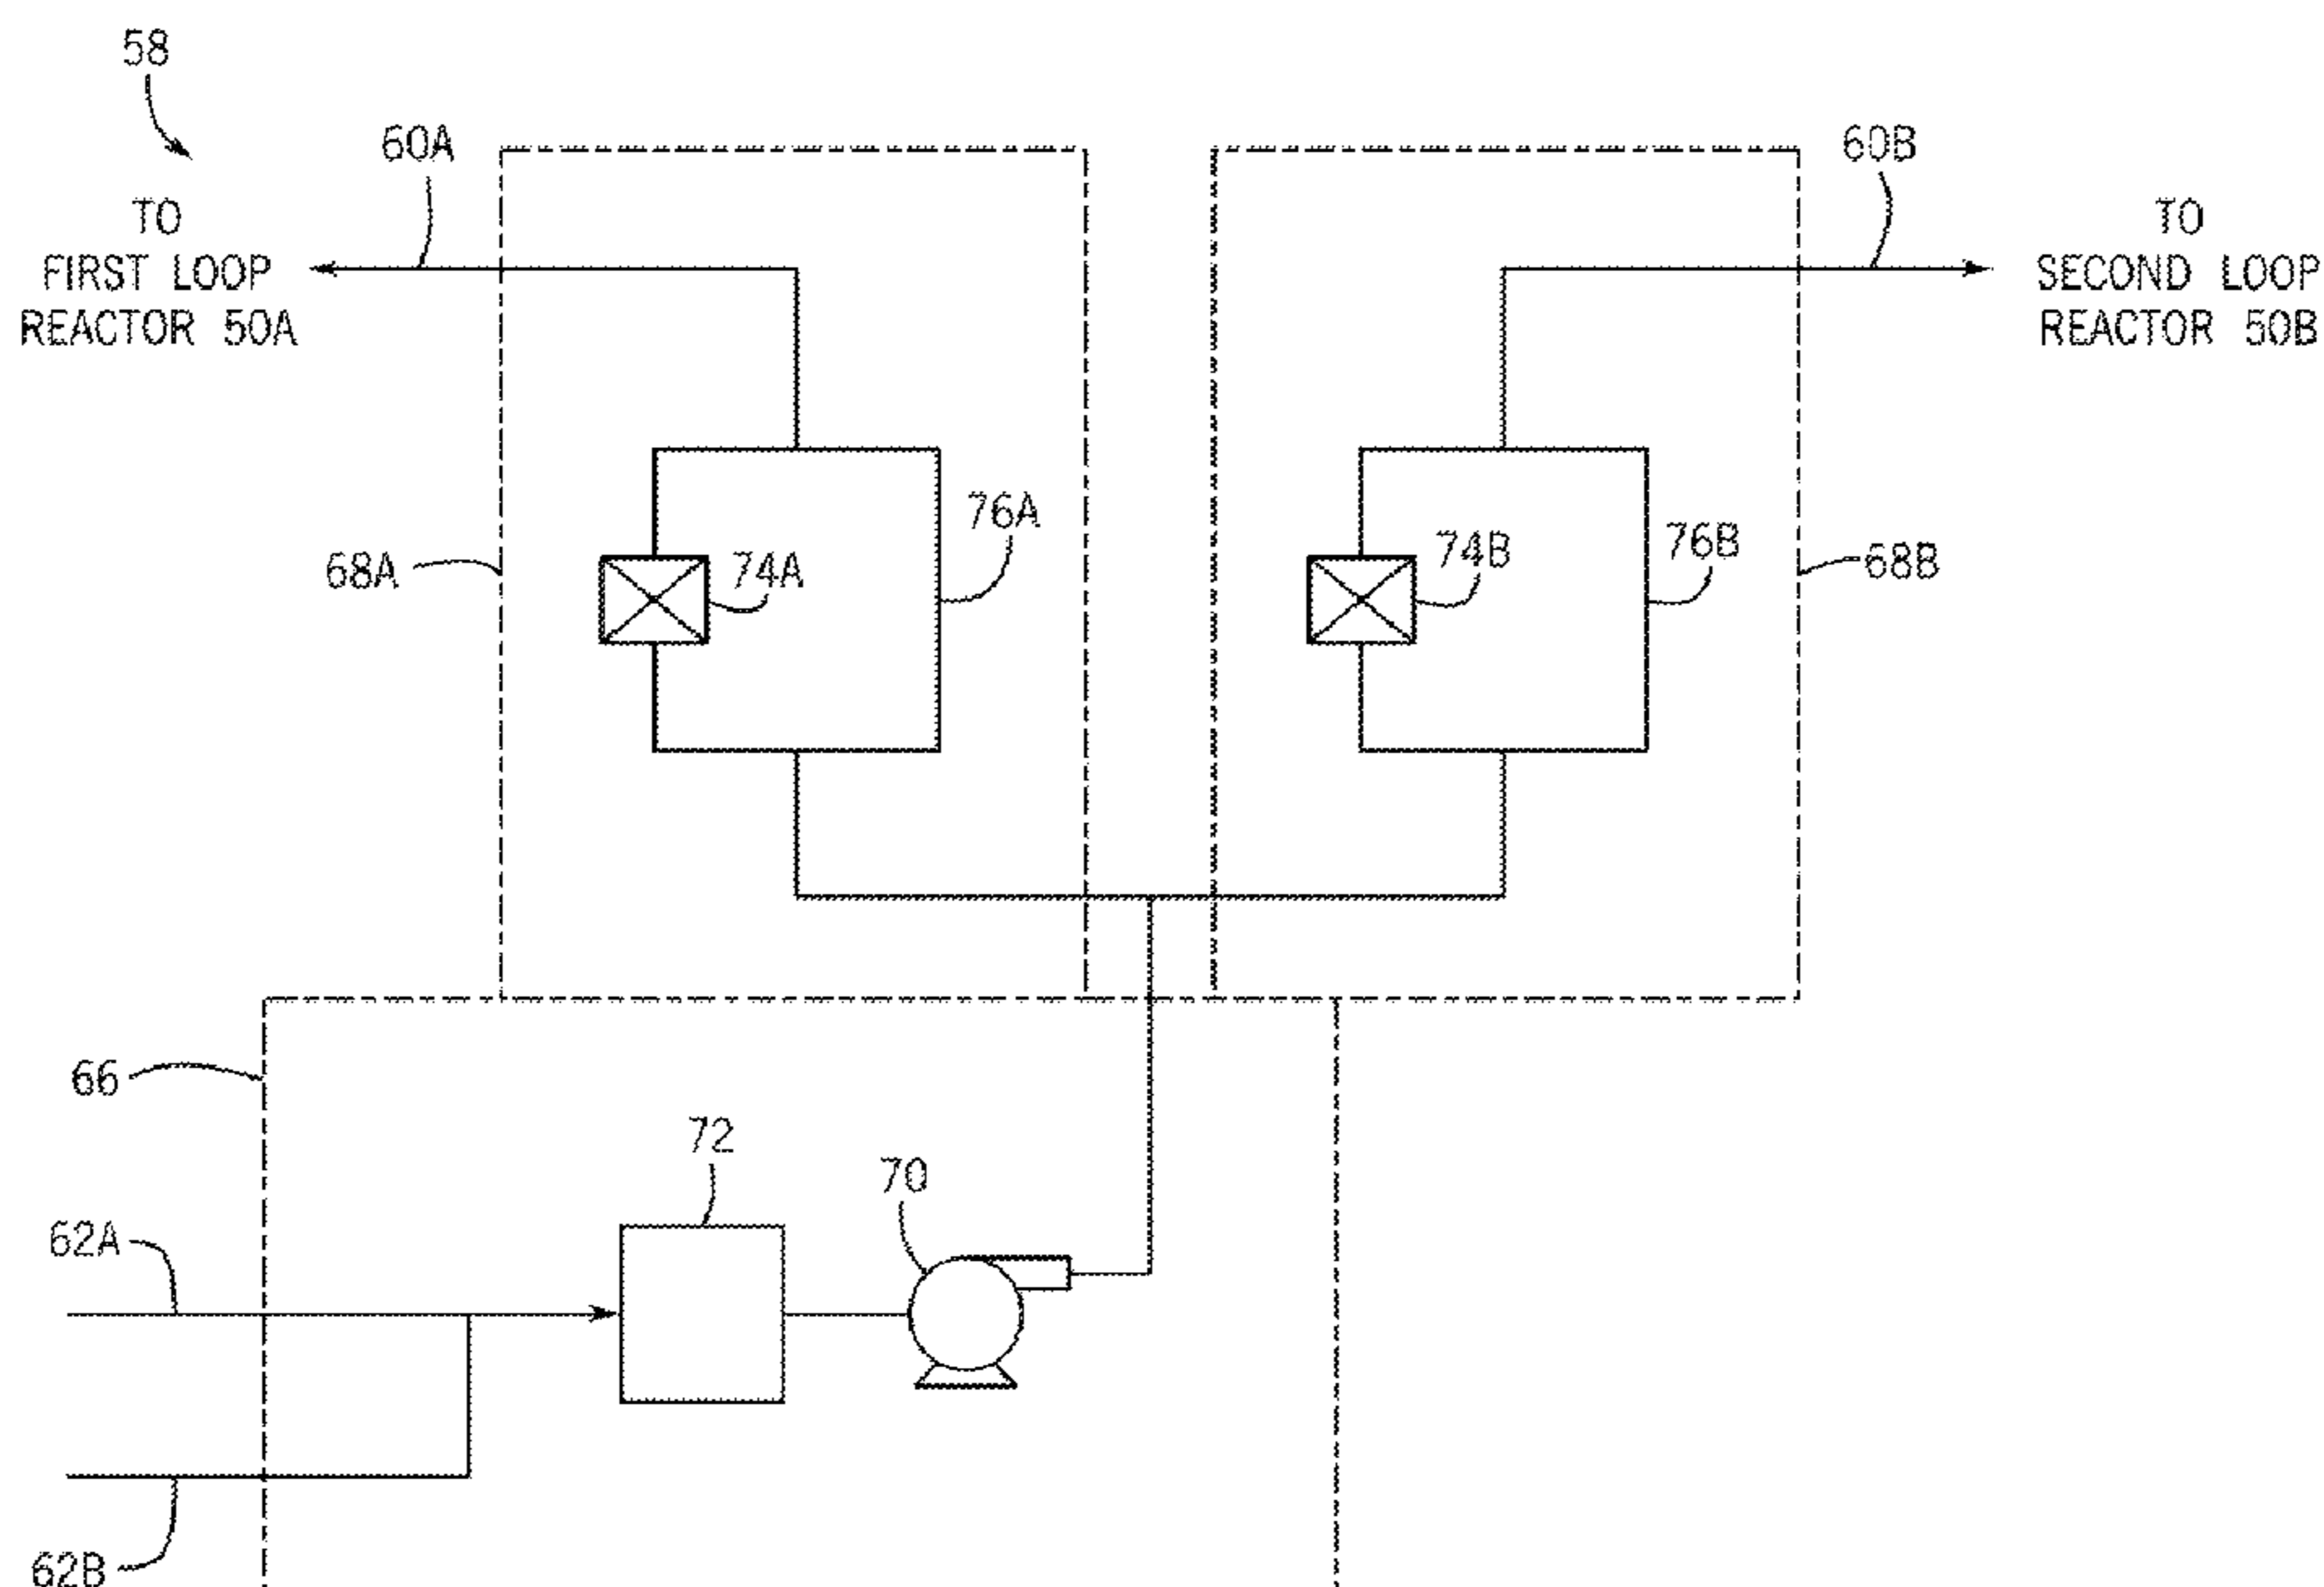 58
60A
60B
TO
FIRST LOOP
REACTOR 50A
TO
SECOND LOOP
REACTOR 50B
76A
74A
68A
76B
74B
68B
66
72
70
62A
62B